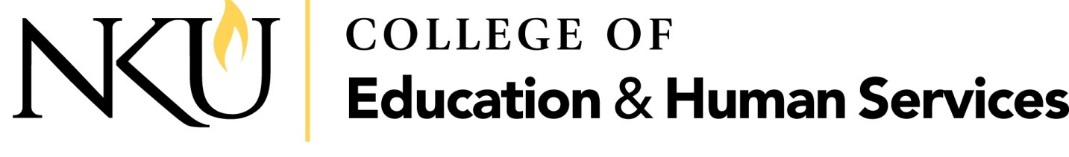 NKU
COLLEGE OF
Education & Human Services